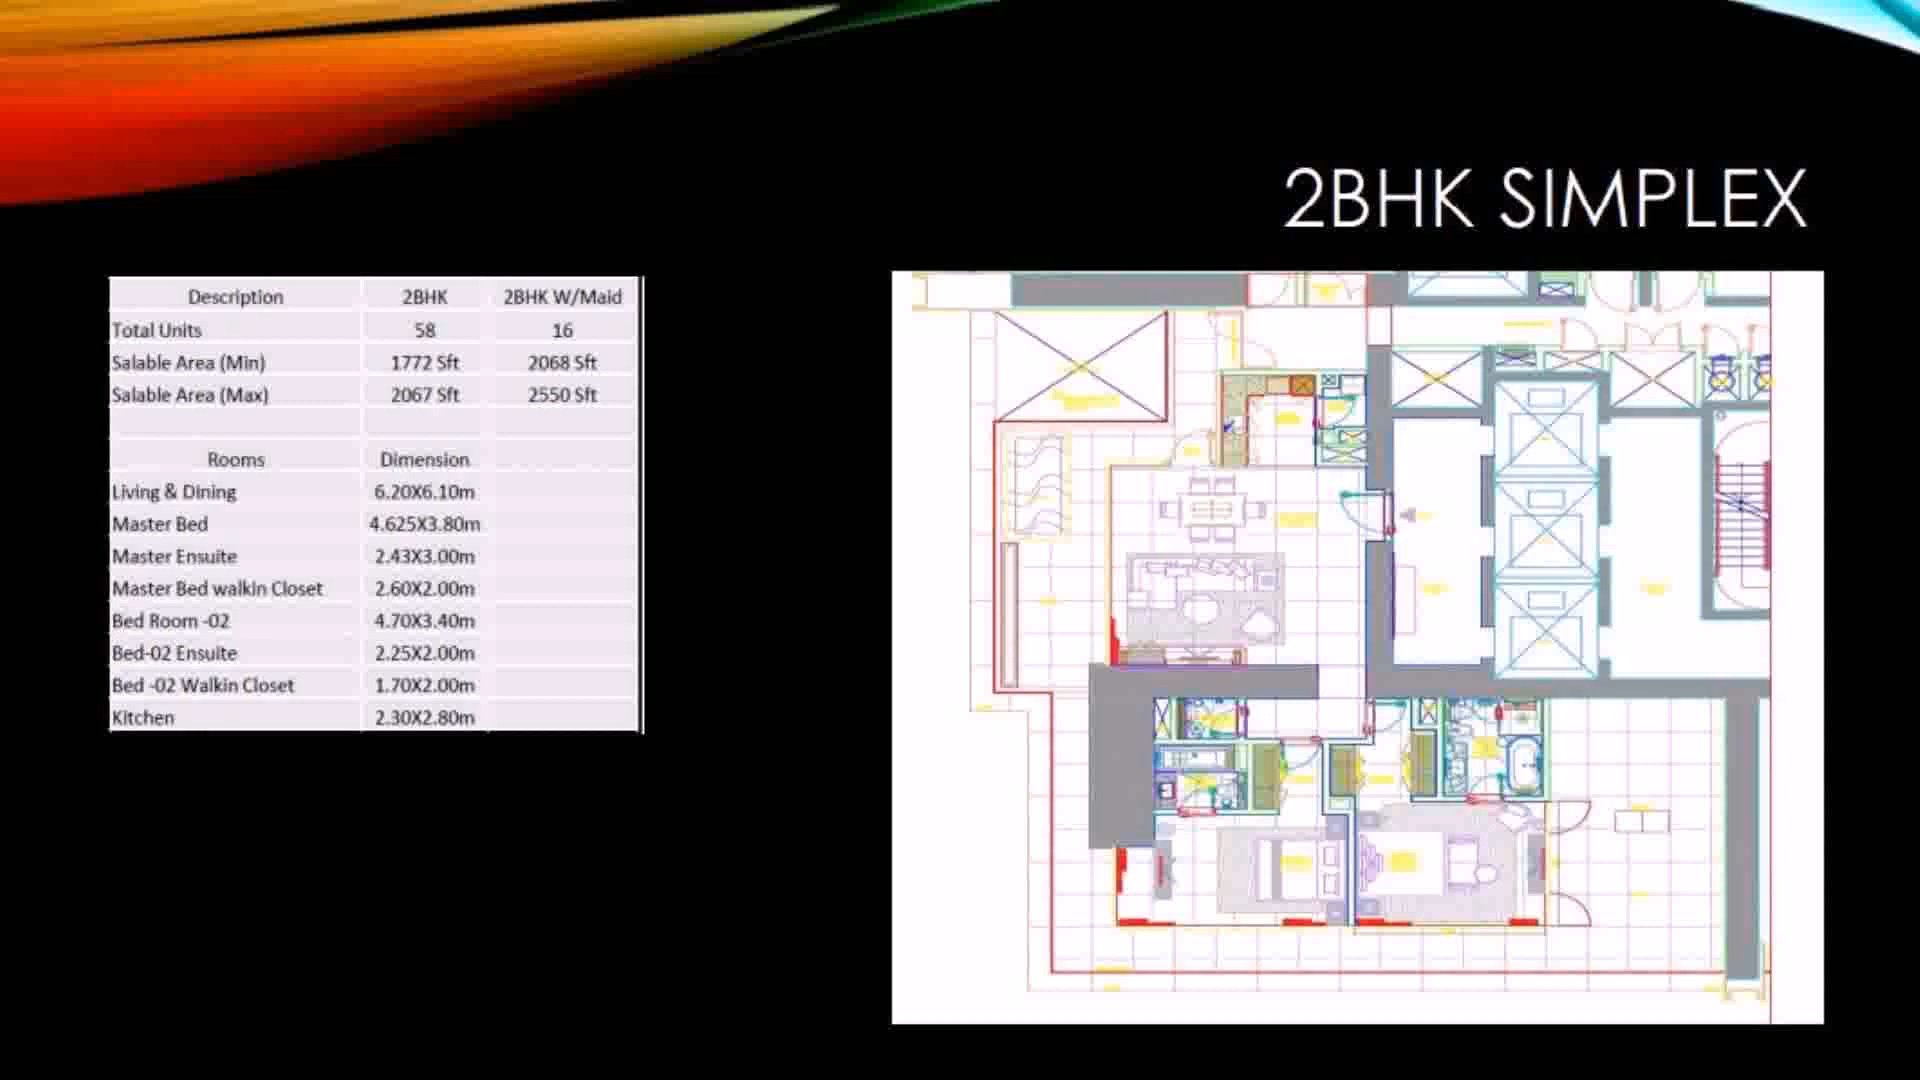 2BHK SIMPLEX
Description 2BHK 2BHK W/Maid
Total Units 58 16
Salable Area (Min) 1772 Sft 2068 Sft
Salable Area (Max) 2067 Sft 2550 Sft
Rooms Dimension
Living & Dining 6.20X6.10m
Master Bed 4.625X3.80m
Master Ensuite 2.43X3.00m
Master Bed walkin Closet 2.60X2.00m
Bed Room -02 4.70X3.40m
Bed-02 Ensuite 2.25X2.00m
Bed -02 Walkin Closet 1.70X2.00m
Kitchen 2.30X2.80m